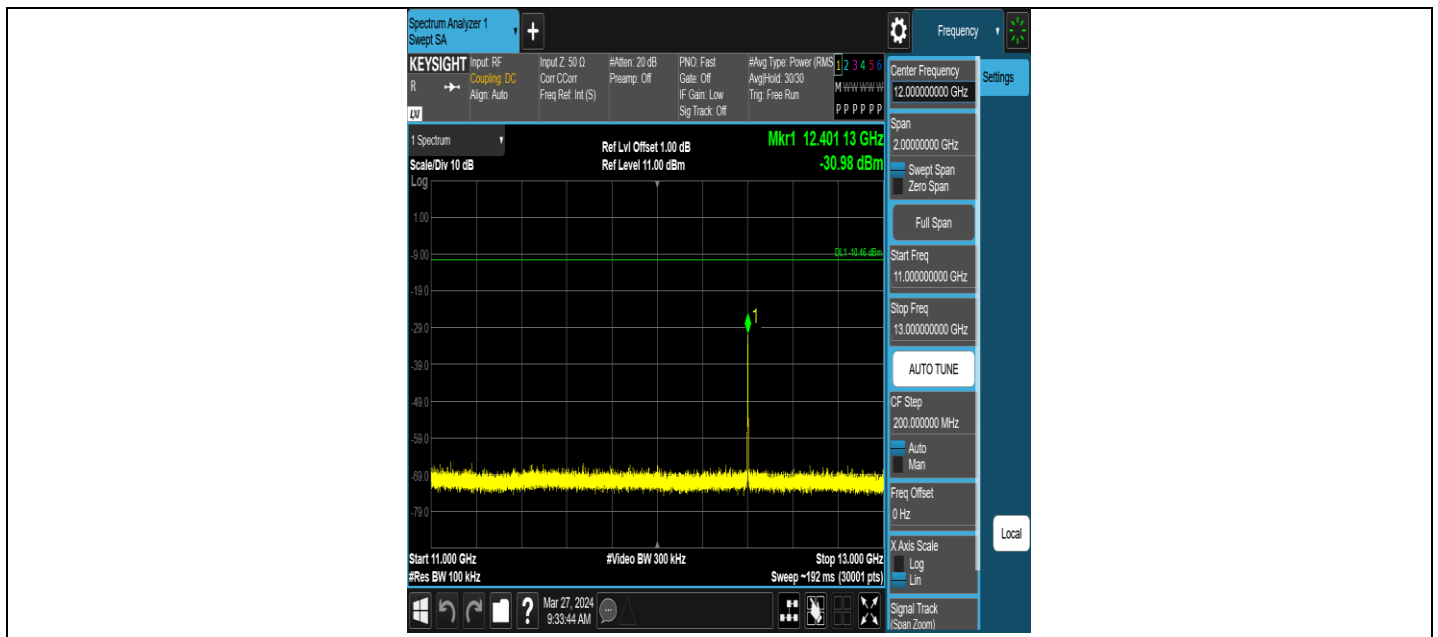 Spectrum Analyzer 1
Swept SA
+
Frequency
KEYSIGHT
R
LXI
Input: RF
Coupling: DC
Align: Auto
Input Z: 50 Ω
Corr CCorr
Freq Ref: Int (S)
#Atten: 20 dB
Preamp: Off
PNO: Fast
Gate: Off
IF Gain: Low
Sig Track: Off
#Avg Type: Power (RMS
Avg|Hold: 30/30
Trig: Free Run
1 2 3 4 5 6
M W W W W W
P P P P P P
1 Spectrum
Scale/Div 10 dB
Log
Ref Lvl Offset 1.00 dB
Ref Level 11.00 dBm
Mkr1 12.401 13 GHz
-30.98 dBm
1.00
-9.00
DL1 -10.46 dBm
-19.0
1
-29.0
-39.0
-49.0
-59.0
-69.0
-79.0
Start 11.000 GHz
#Res BW 100 kHz
#Video BW 300 kHz
Stop 13.000 GHz
Sweep ~192 ms (30001 pts)
Center Frequency
12.00000000 GHz
Settings
Span
2.00000000 GHz
Swept Span
Zero Span
Full Span
Start Freq
11.000000000 GHz
Stop Freq
13.000000000 GHz
AUTO TUNE
CF Step
200.000000 MHz
Auto
Man
Freq Offset
0 Hz
X Axis Scale
Log
Lin
Local
Signal Track
(Span Zoom)
?
Mar 27, 2024
9:33:44 AM